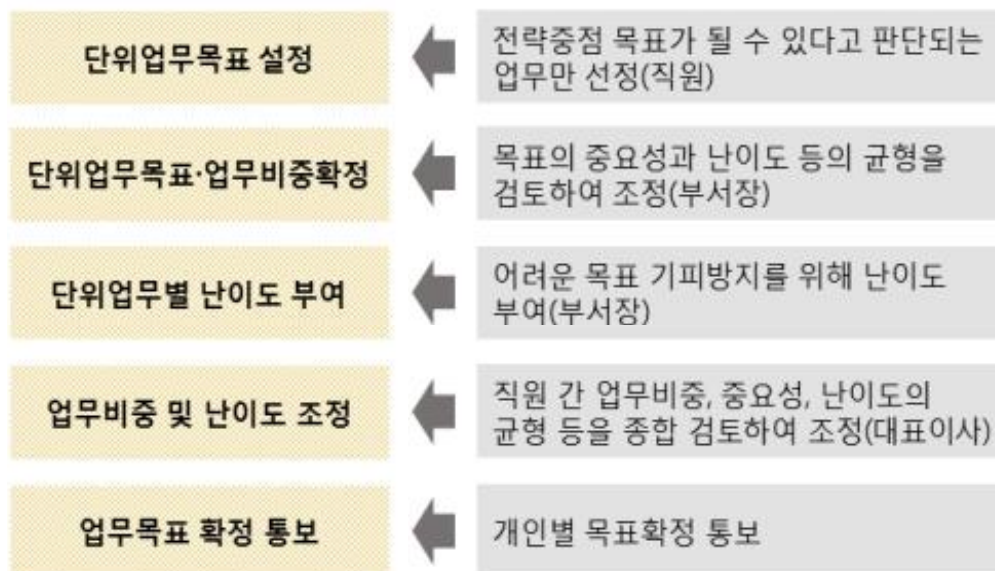 단위업무목표 설정
전략중점 목표가 될 수 있다고 판단되는
업무만 선정(직원)
단위업무목표·업무비중확정
목표의 중요성과 난이도 등의 균형을
검토하여 조정(부서장)
단위업무별 난이도 부여
어려운 목표 기피방지를 위해 난이도
부여(부서장)
업무비중 및 난이도 조정
직원 간 업무비중, 중요성, 난이도의
균형 등을 종합 검토하여 조정(대표이사)
업무목표 확정 통보
개인별 목표확정 통보